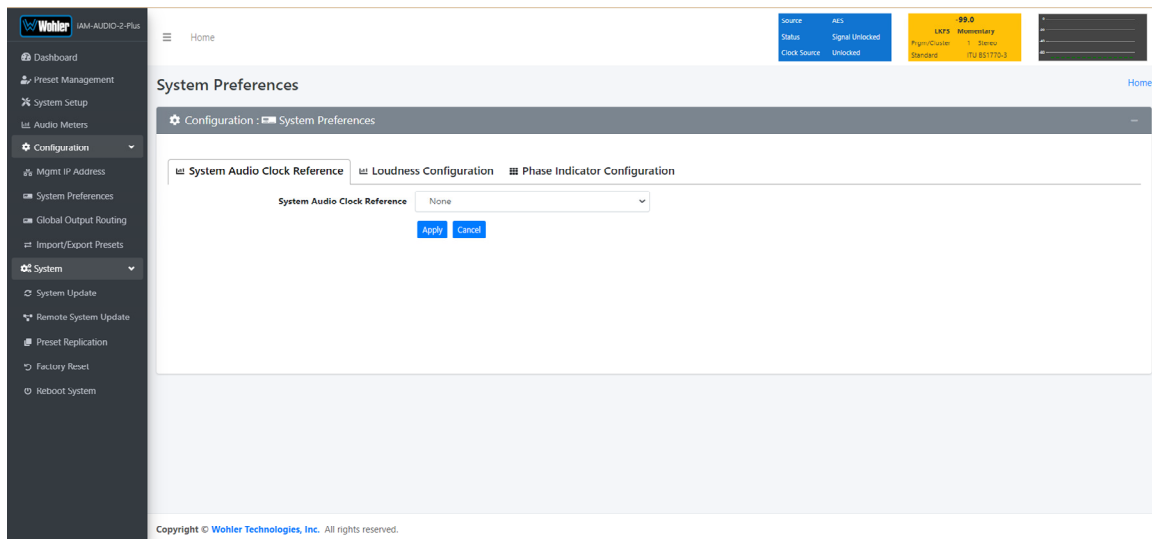 Wohler iAM-AUDIO-2-Plus
Dashboard
Preset Management
System Setup
Audio Meters
Configuration
Mgmt IP Address
System Preferences
Global Output Routing
Import/Export Presets
System
System Update
Remote System Update
Preset Replication
Factory Reset
Reboot System
Home
Source AES
Status Signal Unlocked
Clock Source Unlocked
-99.0
LKFS Momentary
Prgm/Cluster 1 Stereo
Standard ITU BS1770-3
System Preferences
Home
Configuration : System Preferences
System Audio Clock Reference Loudness Configuration Phase Indicator Configuration
System Audio Clock Reference None
Apply Cancel
Copyright © Wohler Technologies, Inc. All rights reserved.